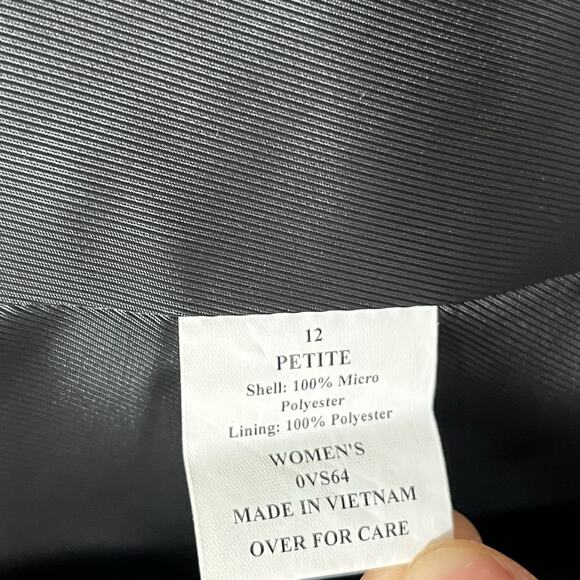 12
PETITE
Shell: 100% Micro
Polyester
Lining: 100% Polyester
WOMEN'S
0VS64
MADE IN VIETNAM
OVER FOR CARE